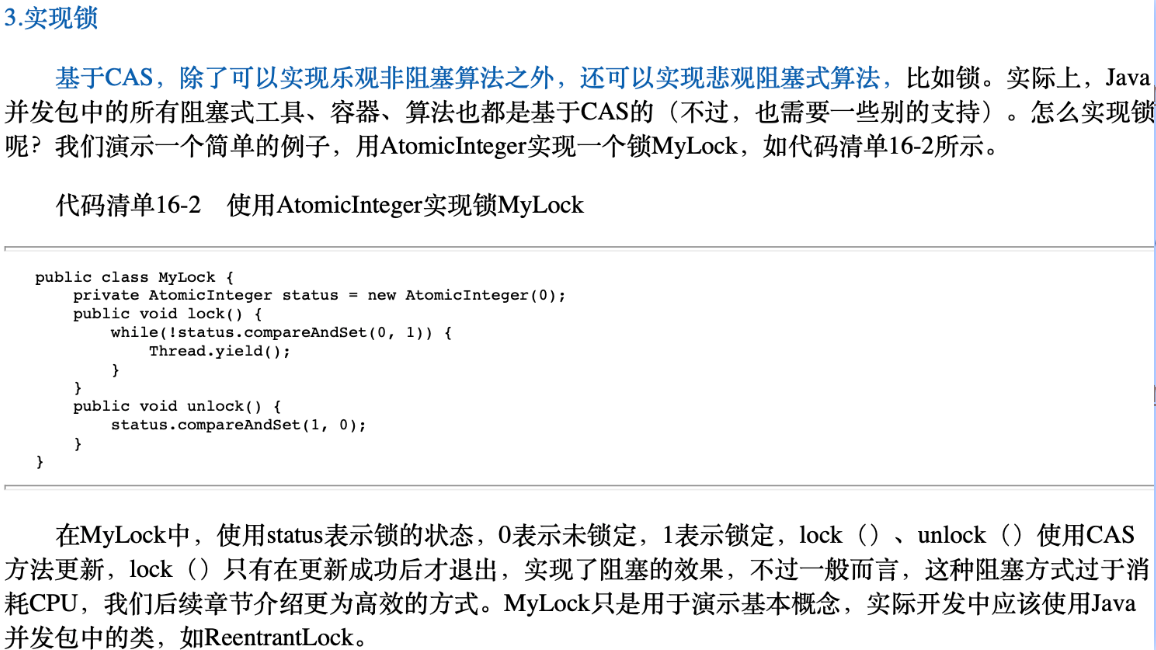 3.实现锁
基于CAS，除了可以实现乐观非阻塞算法之外，还可以实现悲观阻塞式算法，比如锁。实际上，Java
并发包中的所有阻塞式工具、容器、算法也都是基于CAS的（不过，也需要一些别的支持）。怎么实现锁
呢？我们演示一个简单的例子，用AtomicInteger实现一个锁MyLock，如代码清单16-2所示。
代码清单16-2　使用AtomicInteger实现锁MyLock
public class MyLock {
    private AtomicInteger status = new AtomicInteger(0);
    public void lock() {
        while(!status.compareAndSet(0, 1)) {
            Thread.yield();
        }
    }
    public void unlock() {
        status.compareAndSet(1, 0);
    }
}
在MyLock中，使用status表示锁的状态，0表示未锁定，1表示锁定，lock（）、unlock（）使用CAS
方法更新，lock（）只有在更新成功后才退出，实现了阻塞的效果，不过一般而言，这种阻塞方式过于消
耗CPU，我们后续章节介绍更为高效的方式。MyLock只是用于演示基本概念，实际开发中应该使用Java
并发包中的类，如ReentrantLock。